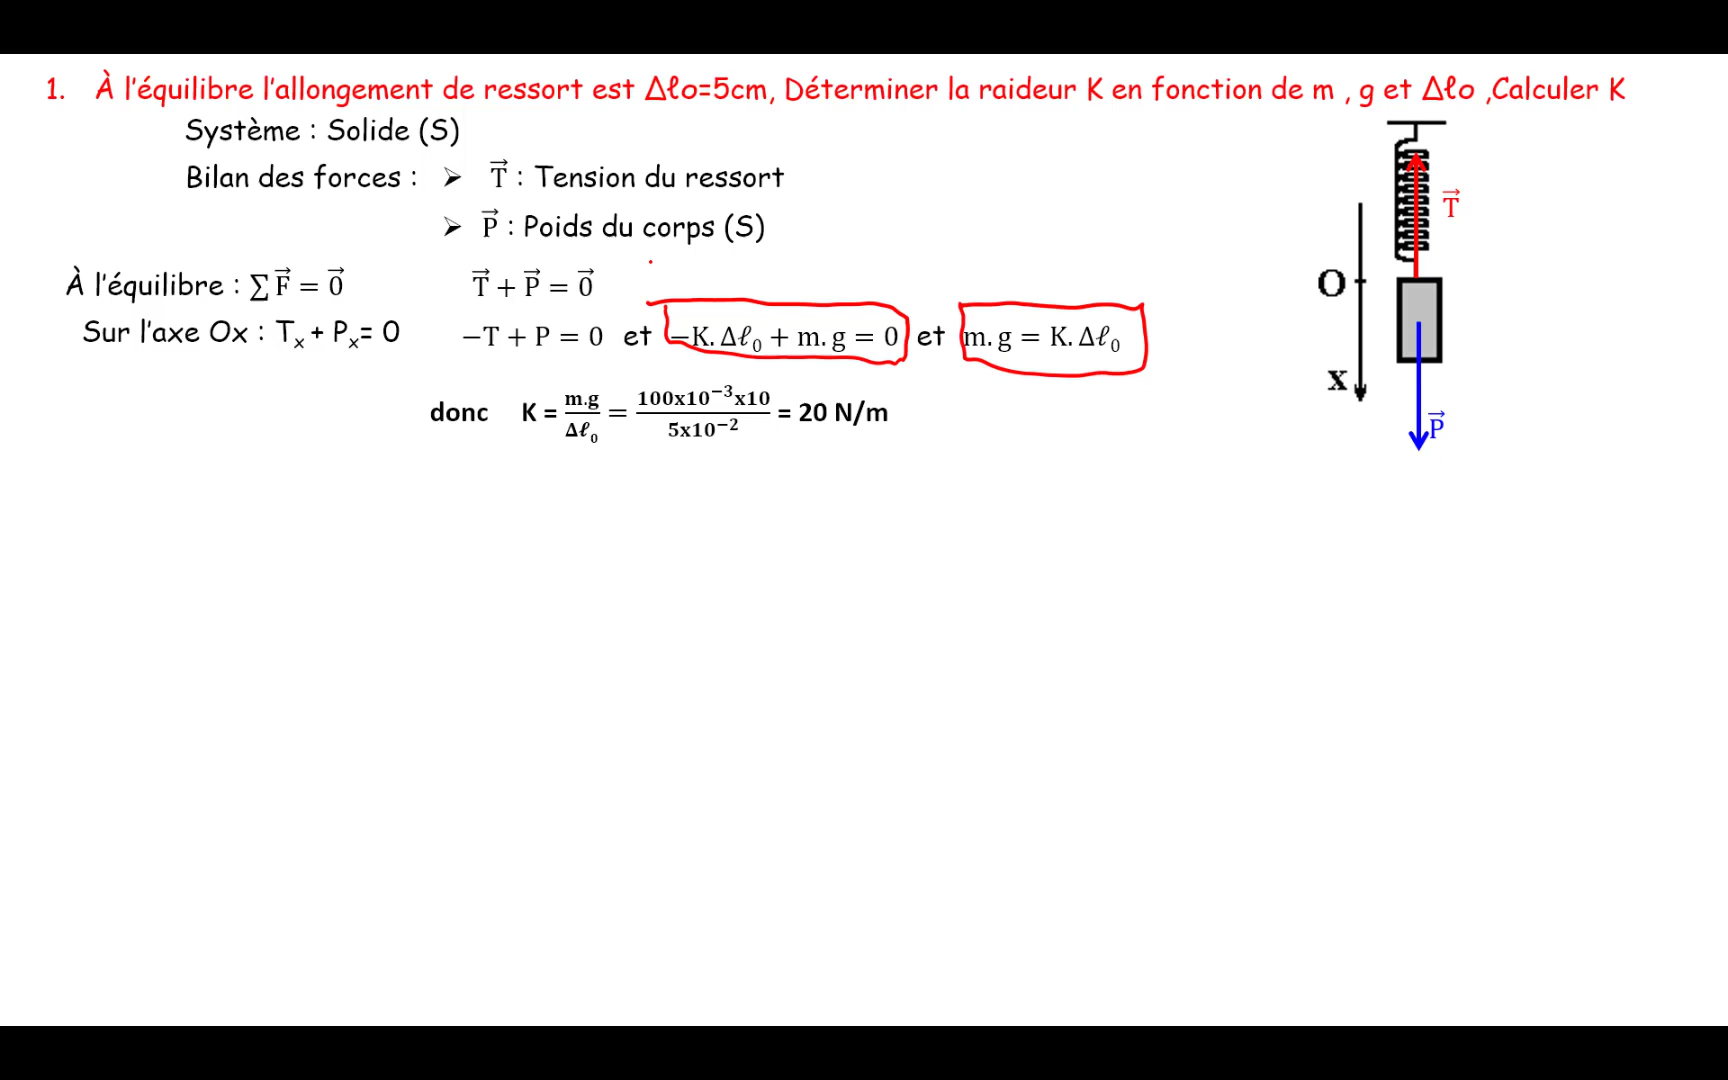 1. À l'équilibre l'allongement de ressort est Δℓo=5cm, Déterminer la raideur K en fonction de m , g et Δℓo ,Calculer K
Système : Solide (S)
Bilan des forces : ➢ T⃗ : Tension du ressort
➢ P⃗ : Poids du corps (S)
À l'équilibre : ∑F⃗ = 0⃗ T⃗ + P⃗ = 0⃗
Sur l'axe Ox : Tₓ + Pₓ= 0 −T + P = 0 et −K. Δℓ₀ + m. g = 0 et m. g = K. Δℓ₀
donc K = m.g/Δℓ₀ = 100x10⁻³x10/5x10⁻² = 20 N/m
T⃗
O
x
P⃗